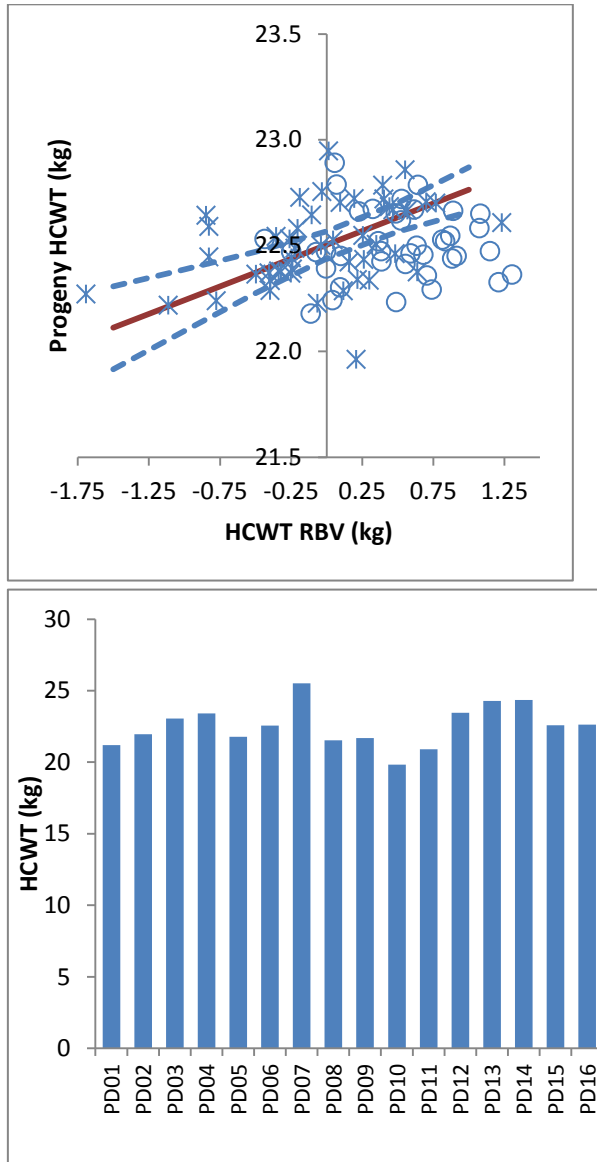 23.5
23.0
22.5
22.0
21.5
Progeny HCWT (kg)
-1.75 -1.25 -0.75 -0.25 0.25 0.75 1.25
HCWT RBV (kg)
30
25
20
15
10
5
0
HCWT (kg)
PD01 PD02 PD03 PD04 PD05 PD06 PD07 PD08 PD09 PD10 PD11 PD12 PD13 PD14 PD15 PD16